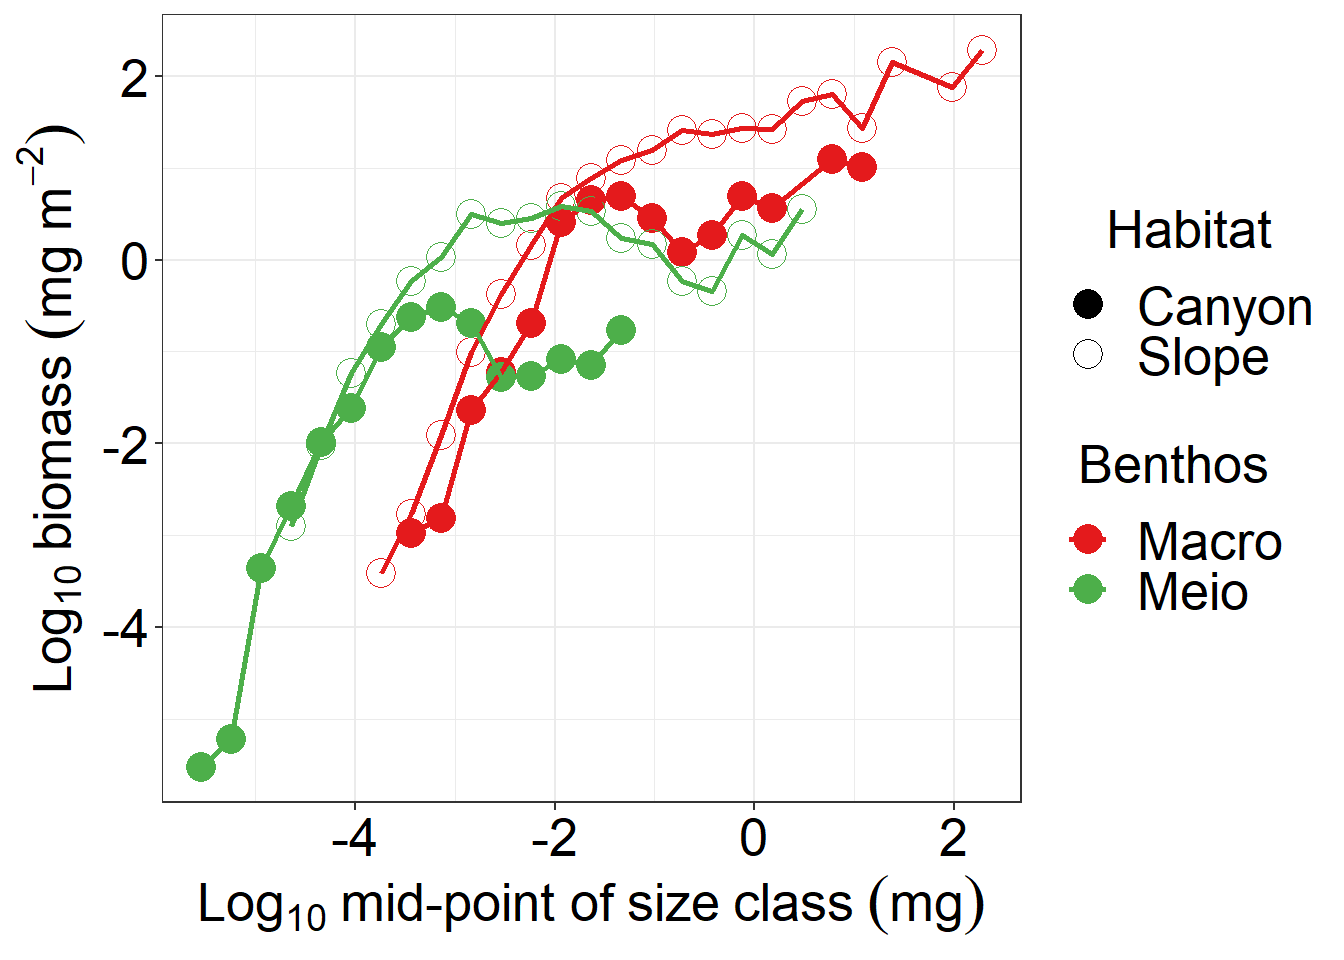 2
0
-2
-4
Log10 biomass (mg m−2)
-4 -2 0 2
Log10 mid-point of size class (mg)
Habitat
Canyon
Slope
Benthos
Macro
Meio